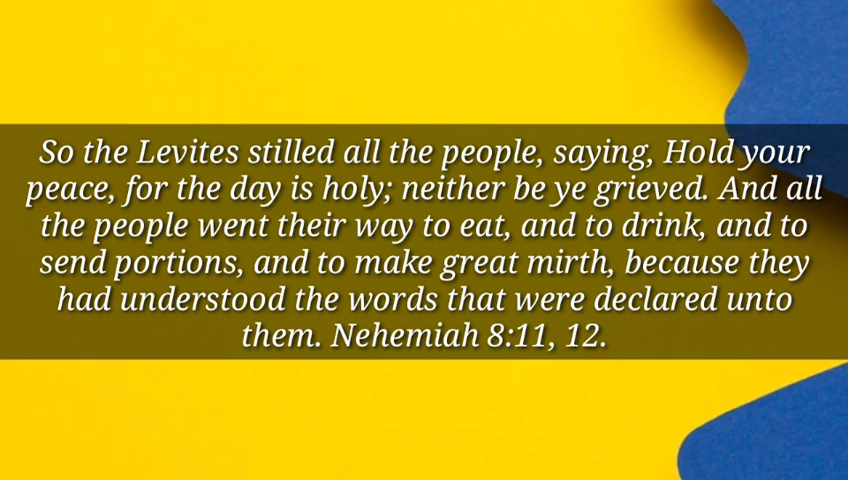 So the Levites stilled all the people, saying, Hold your
peace, for the day is holy; neither be ye grieved. And all
the people went their way to eat, and to drink, and to
send portions, and to make great mirth, because they
had understood the words that were declared unto
them. Nehemiah 8:11, 12.